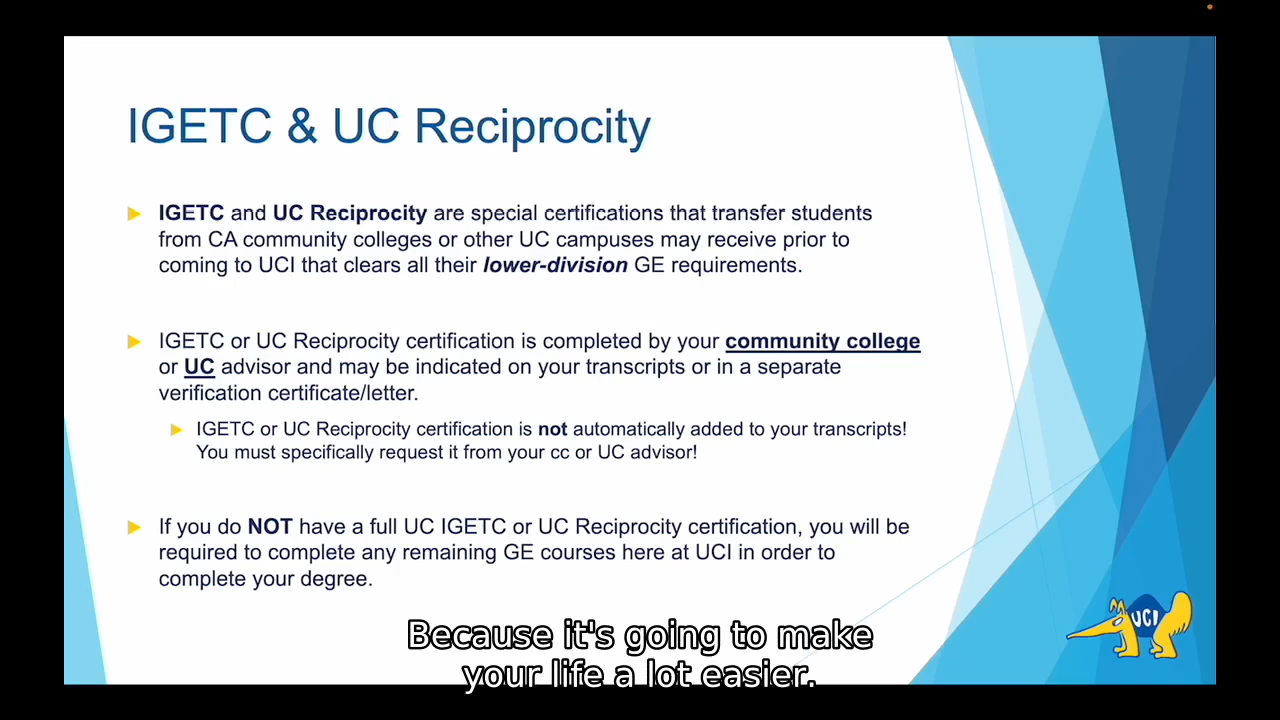 IGETC & UC Reciprocity
IGETC and UC Reciprocity are special certifications that transfer students
from CA community colleges or other UC campuses may receive prior to
coming to UCI that clears all their lower-division GE requirements.
IGETC or UC Reciprocity certification is completed by your community college
or UC advisor and may be indicated on your transcripts or in a separate
verification certificate/letter.
IGETC or UC Reciprocity certification is not automatically added to your transcripts!
You must specifically request it from your cc or UC advisor!
If you do NOT have a full UC IGETC or UC Reciprocity certification, you will be
required to complete any remaining GE courses here at UCI in order to
complete your degree.
UCI
Because it's going to make
your life a lot easier.